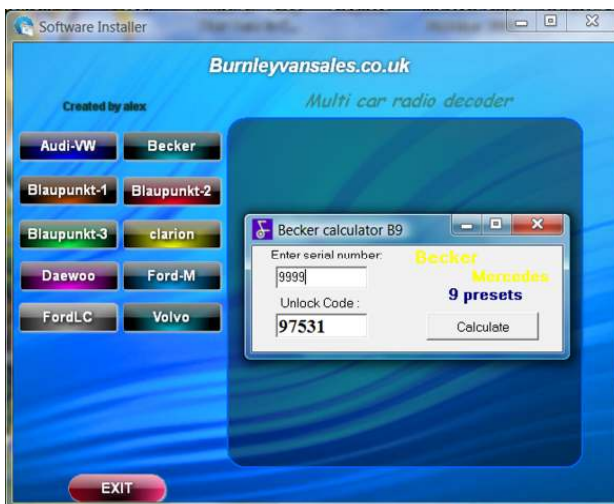 Software Installer
Burnleyvansales.co.uk
Created by alex
Multi car radio decoder
Audi-VW
Becker
Blaupunkt-1
Blaupunkt-2
Blaupunkt-3
clarion
Daewoo
Ford-M
FordLC
Volvo
Becker calculator B9
Enter serial number:
9999
Becker
Mercedes
9 presets
Unlock Code :
97531
Calculate
EXIT